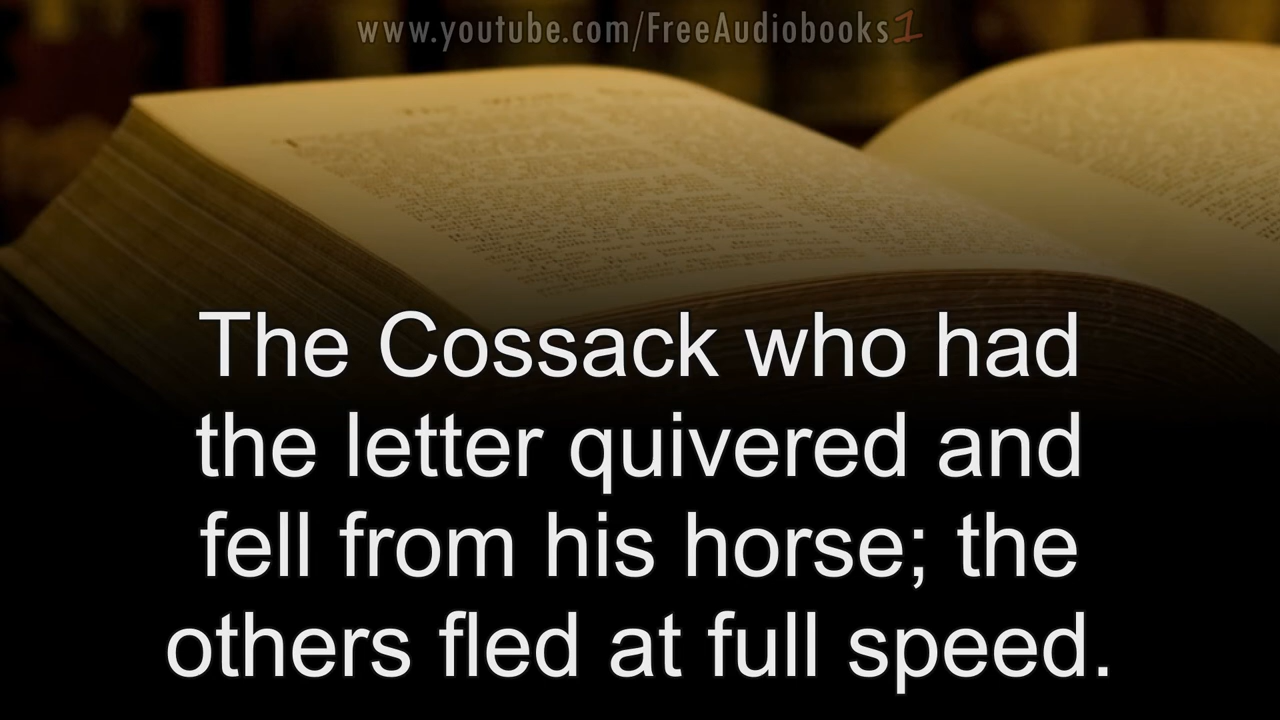 www.youtube.com/FreeAudiobooks1
The Cossack who had
the letter quivered and
fell from his horse; the
others fled at full speed.